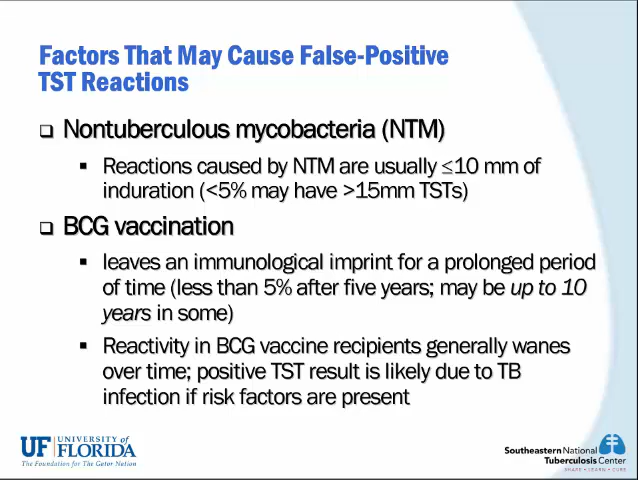 Factors That May Cause False-Positive
TST Reactions
Nontuberculous mycobacteria (NTM)
Reactions caused by NTM are usually ≤10 mm of
induration (<5% may have >15mm TSTs)
BCG vaccination
leaves an immunological imprint for a prolonged period
of time (less than 5% after five years; may be up to 10
years in some)
Reactivity in BCG vaccine recipients generally wanes
over time; positive TST result is likely due to TB
infection if risk factors are present
UF UNIVERSITY of
FLORIDA
The Foundation for The Gator Nation
Southeastern National
Tuberculosis Center
SHARE • LEARN • CURE